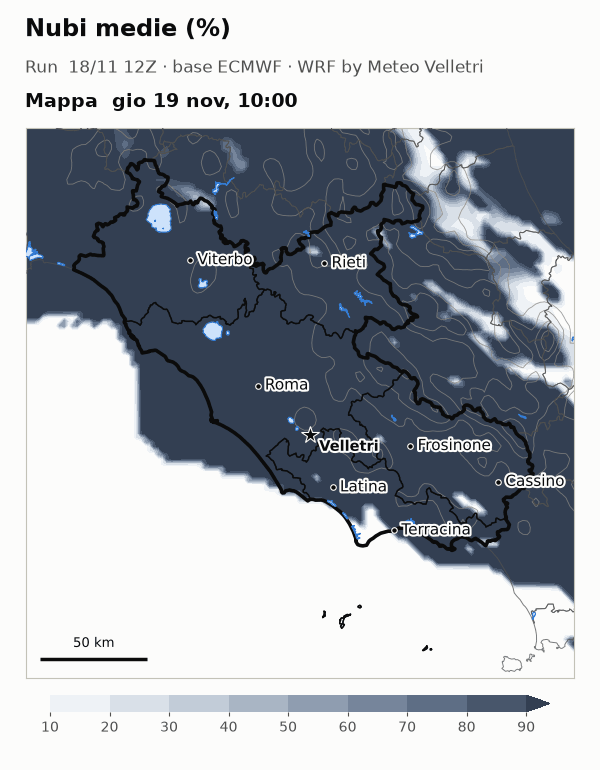 Nubi medie (%)
Run 18/11 12Z · base ECMWF · WRF by Meteo Velletri
Mappa gio 19 nov, 10:00
Viterbo
Rieti
Roma
Velletri
Frosinone
Cassino
Latina
Terracina
50 km
10 20 30 40 50 60 70 80 90